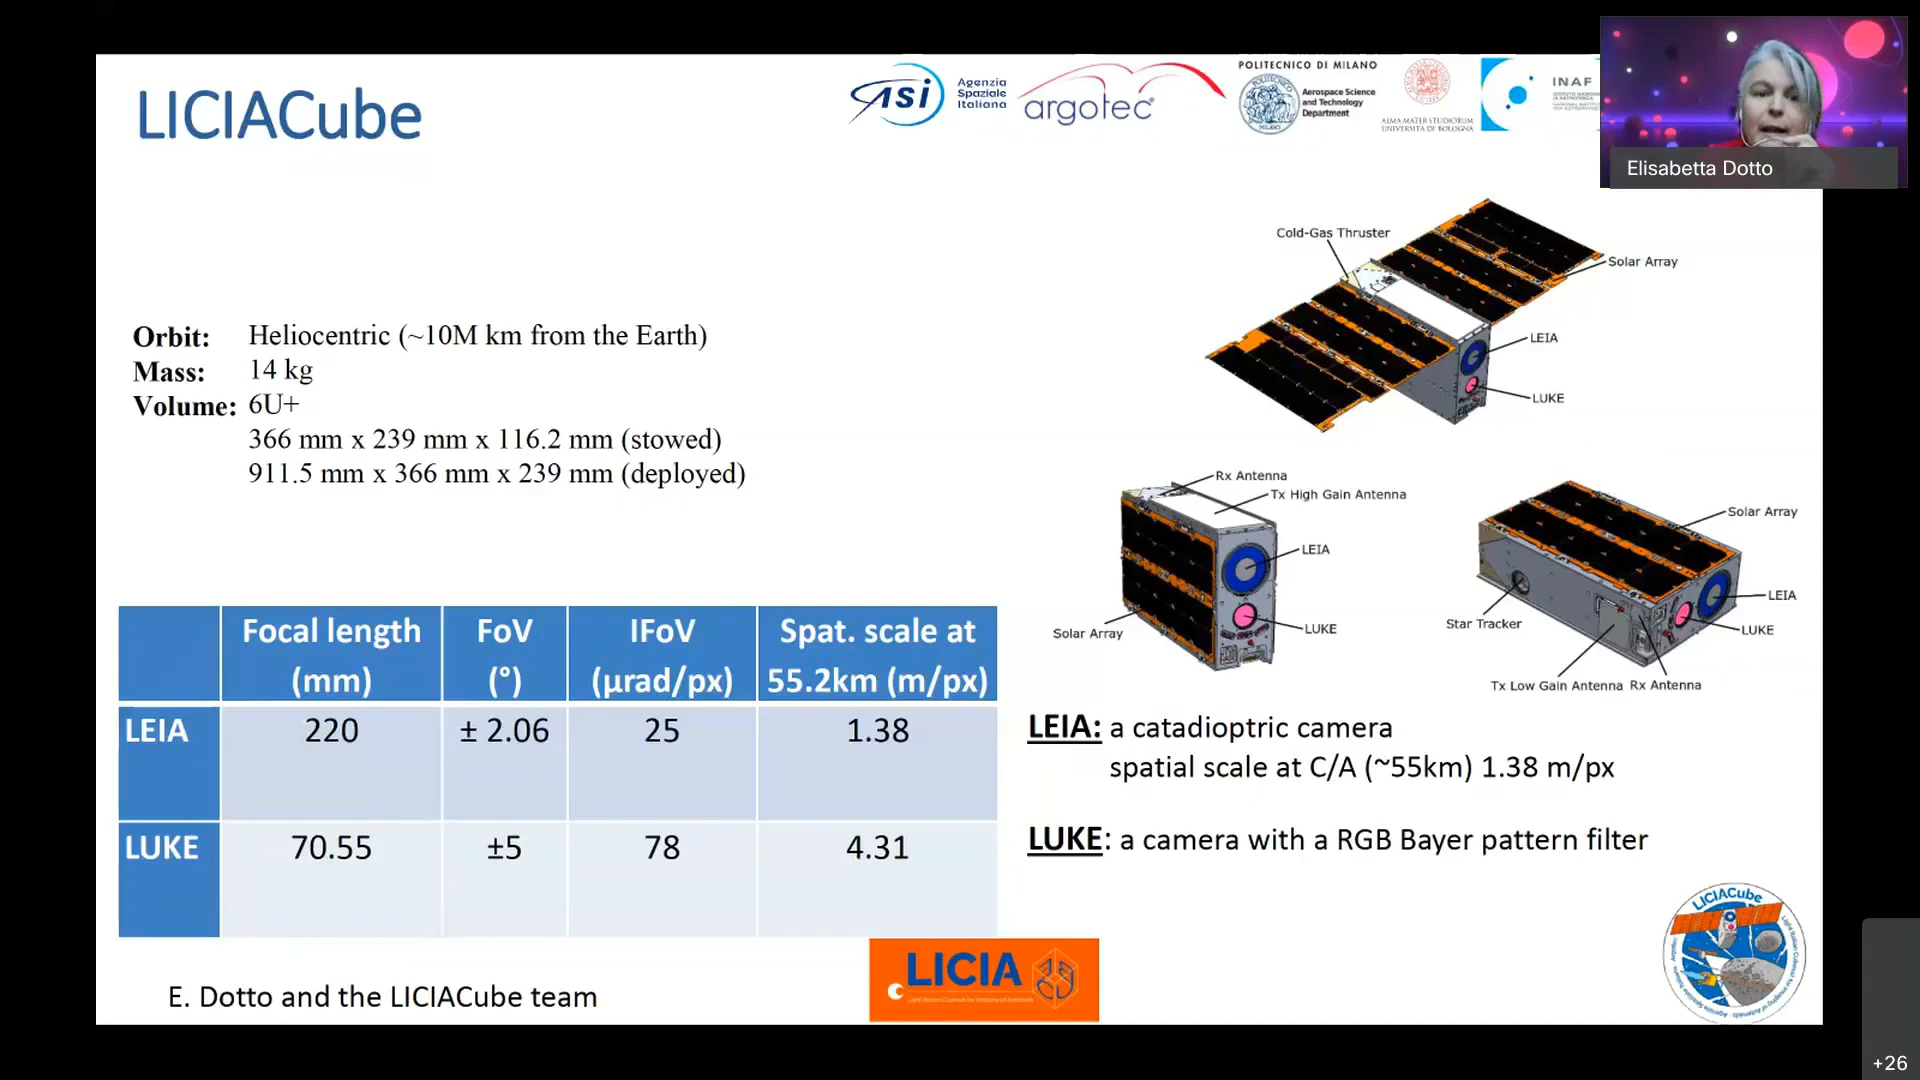 LICIACube
asi Agenzia Spaziale Italiana
argotec
POLITECNICO DI MILANO
POLITECNICO
MILANO
Aerospace Science
and Technology
Department
ALMA MATER STUDIORUM
UNIVERSITÀ DI BOLOGNA
INAF
Elisabetta Dotto
Orbit: Heliocentric (~10M km from the Earth)
Mass: 14 kg
Volume: 6U+
366 mm x 239 mm x 116.2 mm (stowed)
911.5 mm x 366 mm x 239 mm (deployed)
Cold-Gas Thruster
Solar Array
LEIA
LUKE
Rx Antenna
Tx High Gain Antenna
LEIA
LUKE
Solar Array
Solar Array
LEIA
LUKE
Star Tracker
Tx Low Gain Antenna Rx Antenna
Focal length (mm) FoV (°) IFoV (µrad/px) Spat. scale at 55.2km (m/px)
LEIA 220 ± 2.06 25 1.38
LUKE 70.55 ±5 78 4.31
LEIA: a catadioptric camera
spatial scale at C/A (~55km) 1.38 m/px
LUKE: a camera with a RGB Bayer pattern filter
E. Dotto and the LICIACube team
LICIA
LICIACube
+26